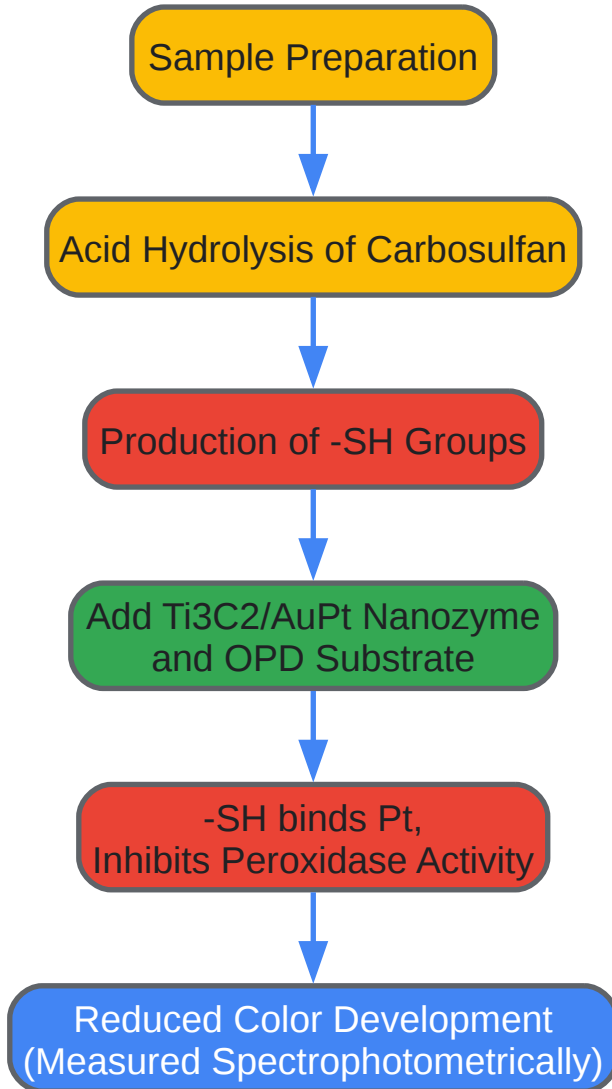 Sample Preparation
Acid Hydrolysis of Carbosulfan
Production of -SH Groups
Add Ti3C2/AuPt Nanozyme
and OPD Substrate
-SH binds Pt,
Inhibits Peroxidase Activity
Reduced Color Development
(Measured Spectrophotometrically)